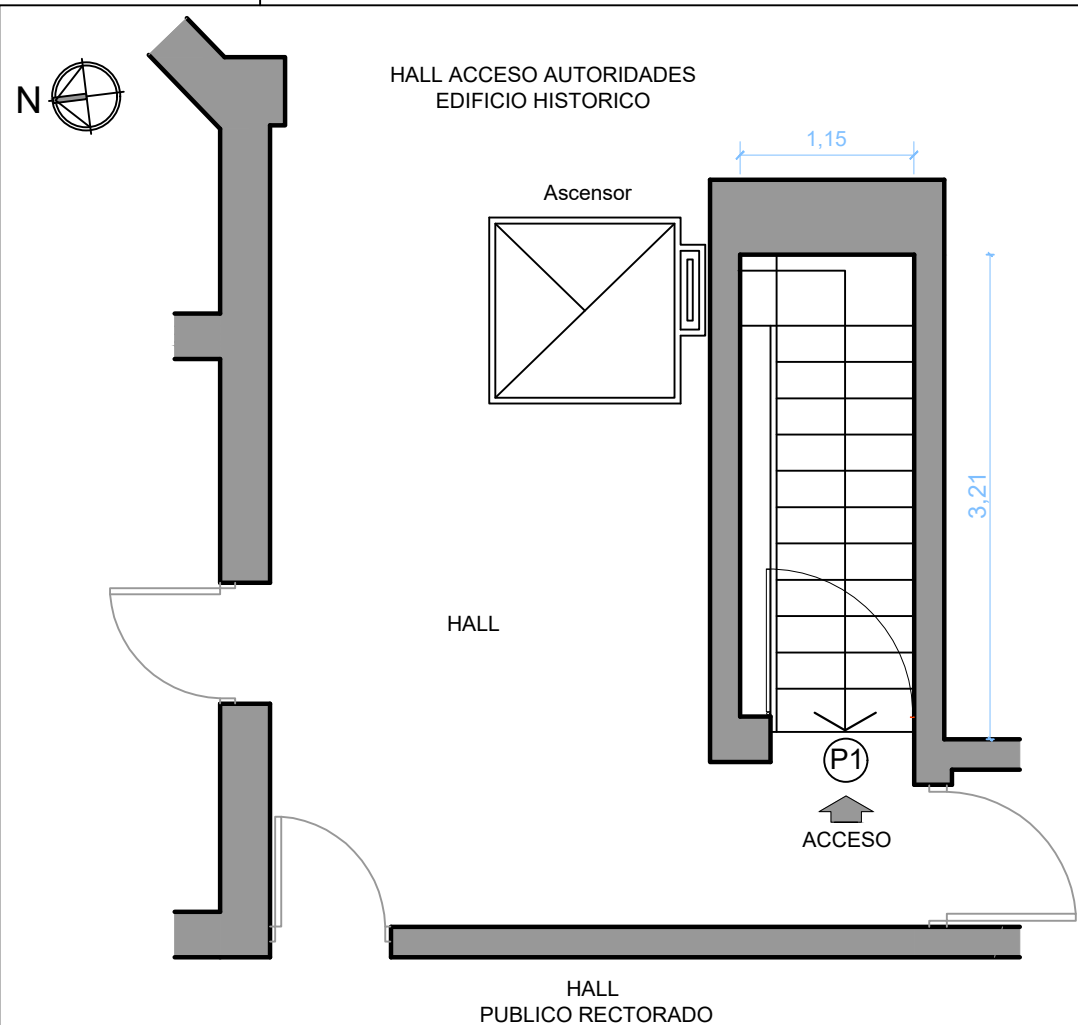 HALL ACCESO AUTORIDADES
EDIFICIO HISTORICO
N
1,15
Ascensor
3,21
HALL
P1
ACCESO
HALL
PUBLICO RECTORADO